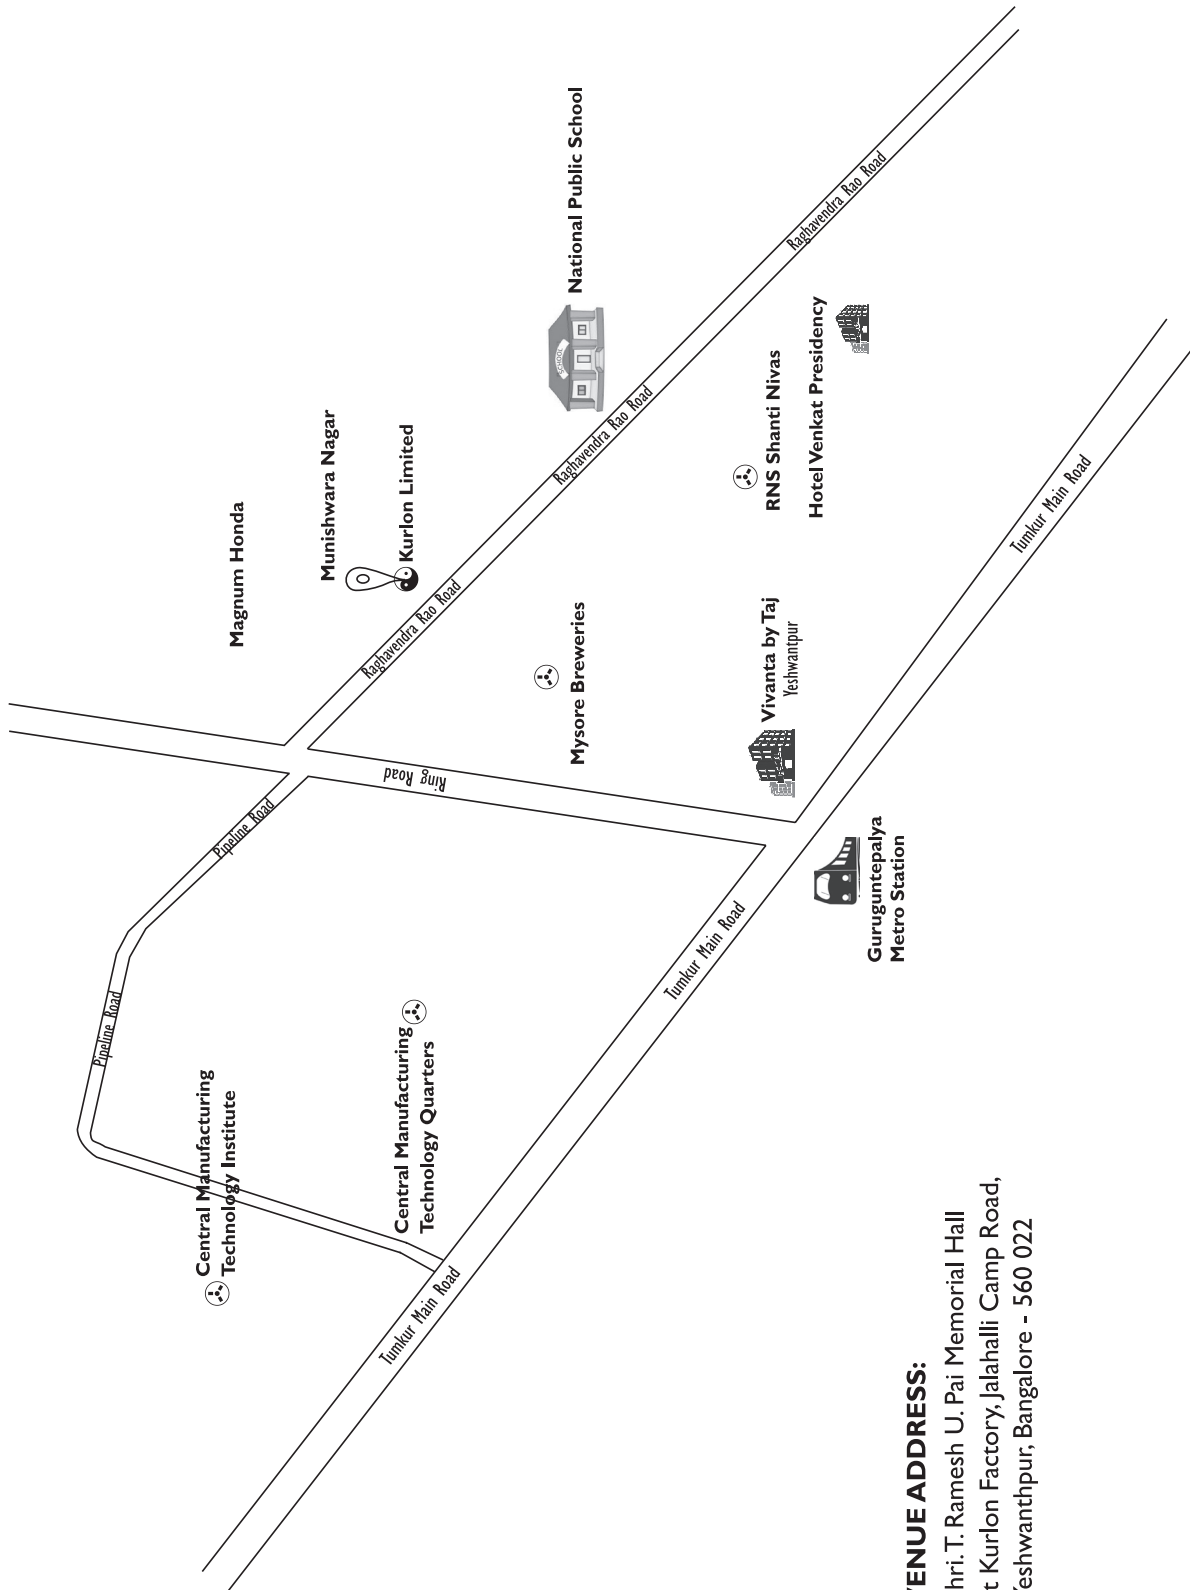 Pipeline Road
Central Manufacturing
Technology Institute
Pipeline Road
Magnum Honda
Munishwara Nagar
Kurlon Limited
Central Manufacturing
Technology Quarters
Raghavendra Rao Road
Ring Road
Tumkur Main Road
SCHOOL
National Public School
Mysore Breweries
Raghavendra Rao Road
Tumkur Main Road
Vivanta by Taj
Yeshwantpur
RNS Shanti Nivas
Hotel Venkat Presidency
Raghavendra Rao Road
Guruguntepalya
Metro Station
Tumkur Main Road
VENUE ADDRESS:
hri. T. Ramesh U. Pai Memorial Hall
t Kurlon Factory, Jalahalli Camp Road,
Yeshwanthpur, Bangalore - 560 022